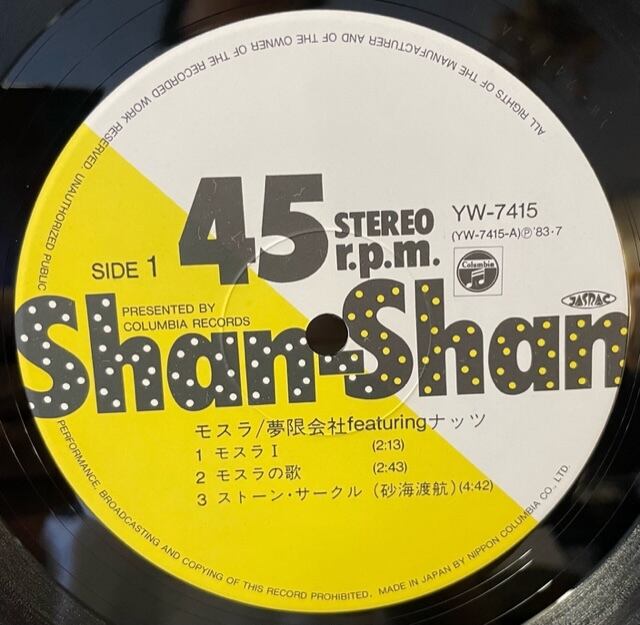 ALL RIGHTS OF THE MANUFACTURER AND OF THE OWNER OF THE RECORDED WORK RESERVED. UNAUTHORIZED PUBLIC
PERFORMANCE, BROADCASTING AND COPYING OF THIS RECORD PROHIBITED. MADE IN JAPAN BY NIPPON COLUMBIA CO., LTD.
45
STEREO
r.p.m.
YW-7415
(YW-7415-A)Ⓟ'83・7
SIDE 1
Columbia
JASRAC
PRESENTED BY
COLUMBIA RECORDS
Shan-Shan
モスラ/夢限会社featuringナッツ
1 モスラⅠ (2:13)
2 モスラの歌 (2:43)
3 ストーン・サークル（砂海渡航）(4:42)